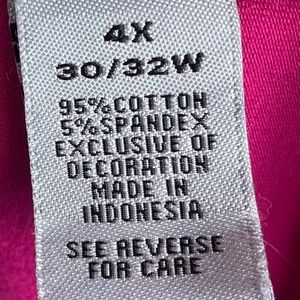 4X
30/32W
95%COTTON
5%SPANDEX
EXCLUSIVE OF
DECORATION
MADE IN
INDONESIA
SEE REVERSE
FOR CARE